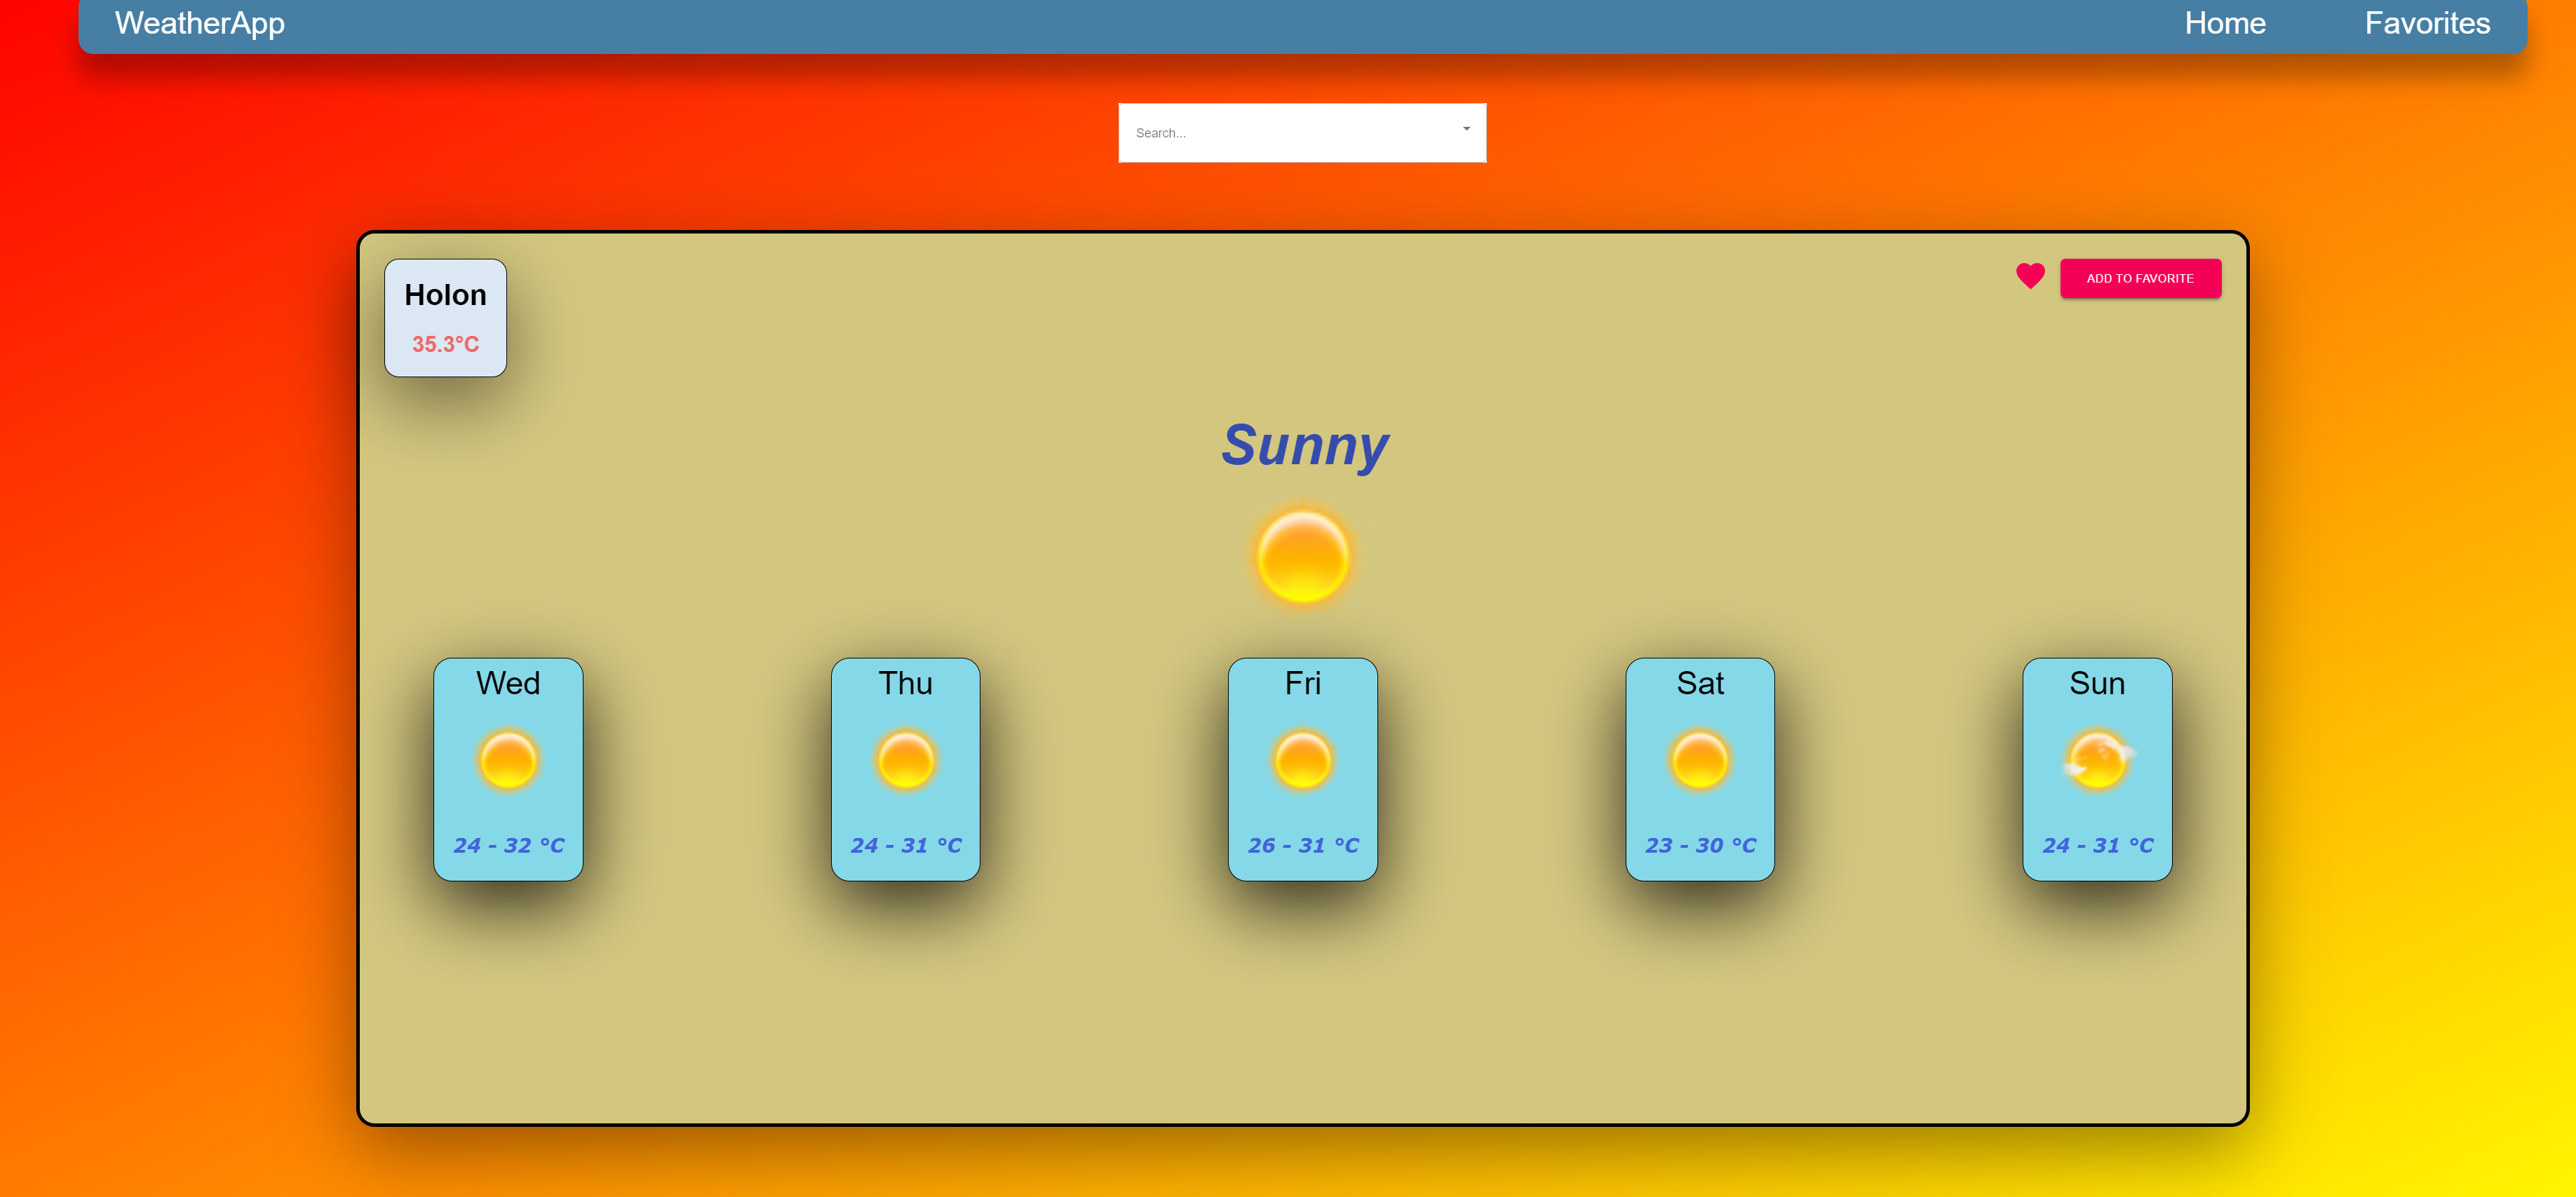 WeatherApp Home Favorites
Search...
Holon
35.3°C
ADD TO FAVORITE
Sunny
Wed
24 - 32 °C
Thu
24 - 31 °C
Fri
26 - 31 °C
Sat
23 - 30 °C
Sun
24 - 31 °C